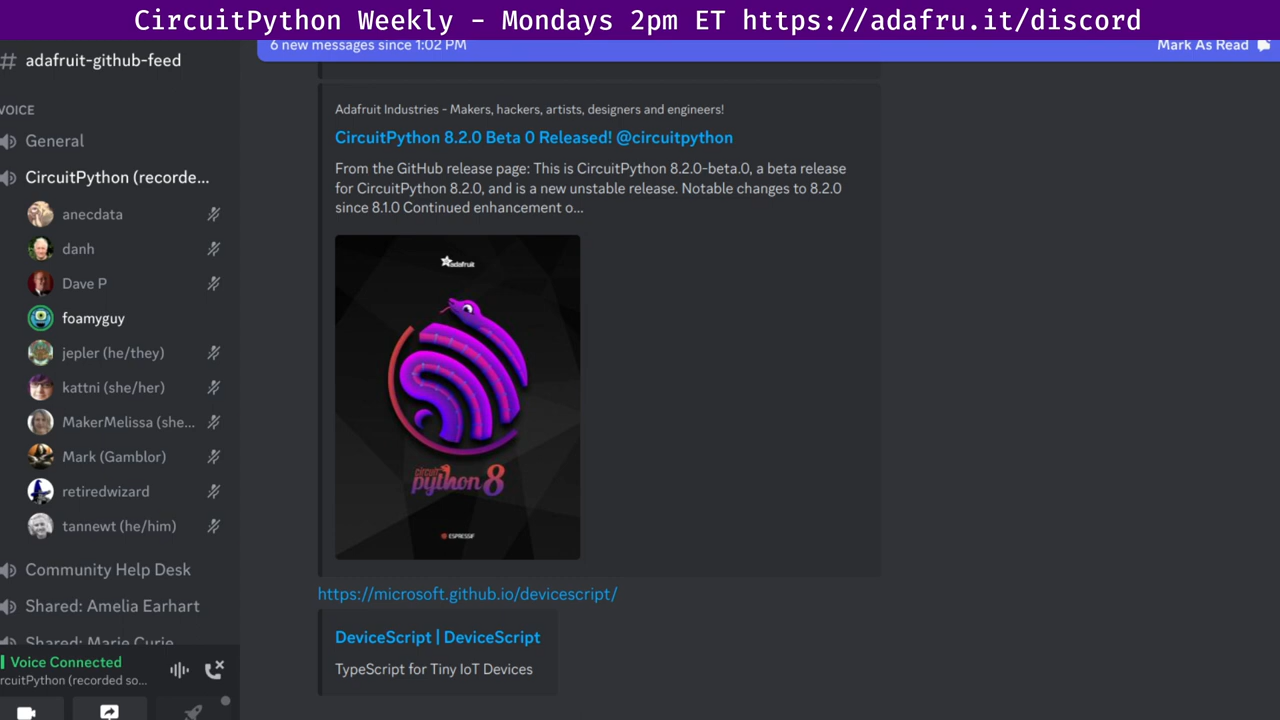 CircuitPython Weekly - Mondays 2pm ET https://adafru.it/discord
# adafruit-github-feed
VOICE
General
CircuitPython (recorde...
anecdata
danh
Dave P
foamyguy
jepler (he/they)
kattni (she/her)
MakerMelissa (she...
Mark (Gamblor)
retiredwizard
tannewt (he/him)
Community Help Desk
Shared: Amelia Earhart
Shared: Marie Curie
Voice Connected
rcuitPython (recorded so...
6 new messages since 1:02 PM
Mark As Read
Adafruit Industries - Makers, hackers, artists, designers and engineers!
CircuitPython 8.2.0 Beta 0 Released! @circuitpython
From the GitHub release page: This is CircuitPython 8.2.0-beta.0, a beta release
for CircuitPython 8.2.0, and is a new unstable release. Notable changes to 8.2.0
since 8.1.0 Continued enhancement o...
adafruit
circuit
python 8
ESPRESSIF
https://microsoft.github.io/devicescript/
DeviceScript | DeviceScript
TypeScript for Tiny IoT Devices